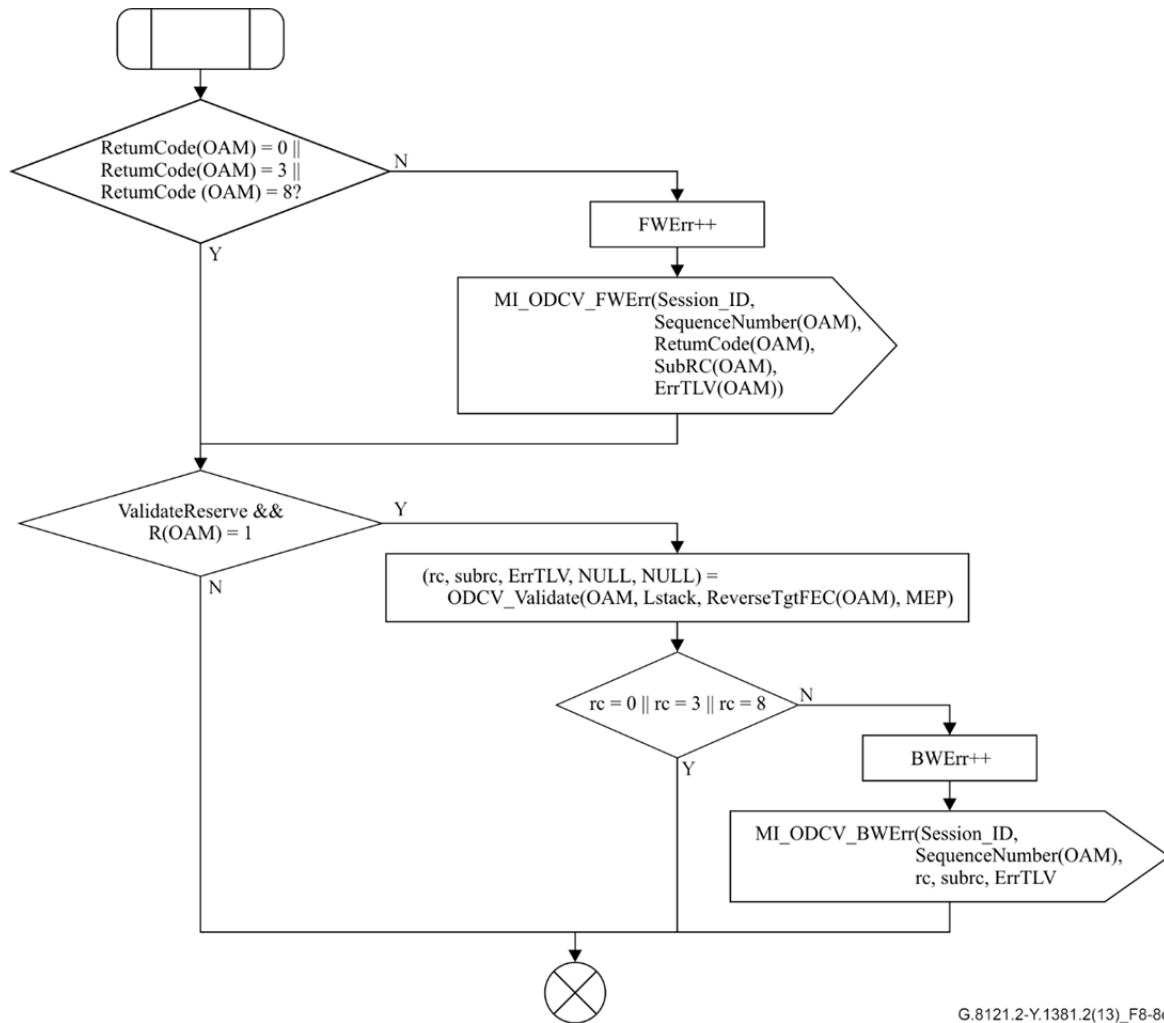 RetumCode(OAM) = 0 ||
RetumCode(OAM) = 3 ||
RetumCode (OAM) = 8?
N
Y
FWErr++
MI_ODCV_FWErr(Session_ID,
SequenceNumber(OAM),
RetumCode(OAM),
SubRC(OAM),
ErrTLV(OAM))
ValidateReserve &&
R(OAM) = 1
Y
N
(rc, subrc, ErrTLV, NULL, NULL) =
ODCV_Validate(OAM, Lstack, ReverseTgtFEC(OAM), MEP)
rc = 0 || rc = 3 || rc = 8
N
Y
BWErr++
MI_ODCV_BWErr(Session_ID,
SequenceNumber(OAM),
rc, subrc, ErrTLV
G.8121.2-Y.1381.2(13)_F8-8